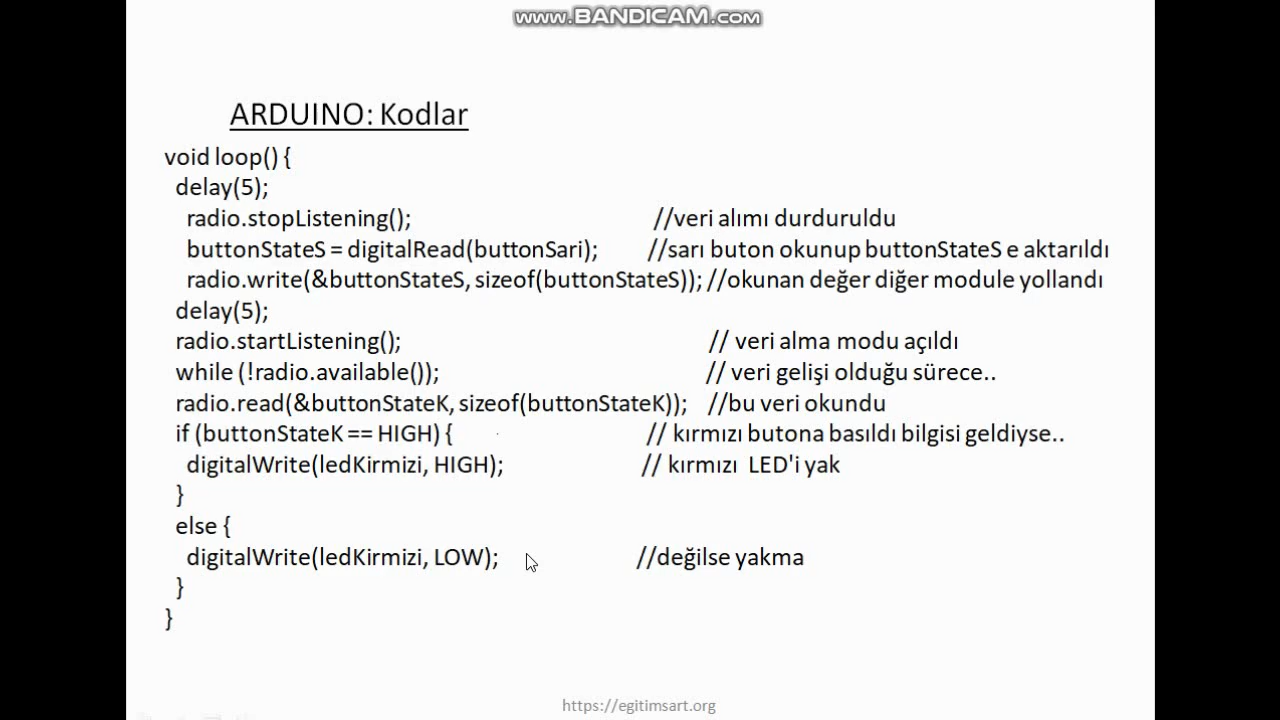 www.BANDICAM.com
ARDUINO: Kodlar
void loop() {
delay(5);
radio.stopListening(); //veri alımı durduruldu
buttonStateS = digitalRead(buttonSari); //sarı buton okunup buttonStateS e aktarıldı
radio.write(&buttonStateS, sizeof(buttonStateS)); //okunan değer diğer module yollandı
delay(5);
radio.startListening(); // veri alma modu açıldı
while (!radio.available()); // veri gelişi olduğu sürece..
radio.read(&buttonStateK, sizeof(buttonStateK)); //bu veri okundu
if (buttonStateK == HIGH) { // kırmızı butona basıldı bilgisi geldiyse..
digitalWrite(ledKirmizi, HIGH); // kırmızı LED'i yak
}
else {
digitalWrite(ledKirmizi, LOW); //değilse yakma
}
}
https://egitimsart.org